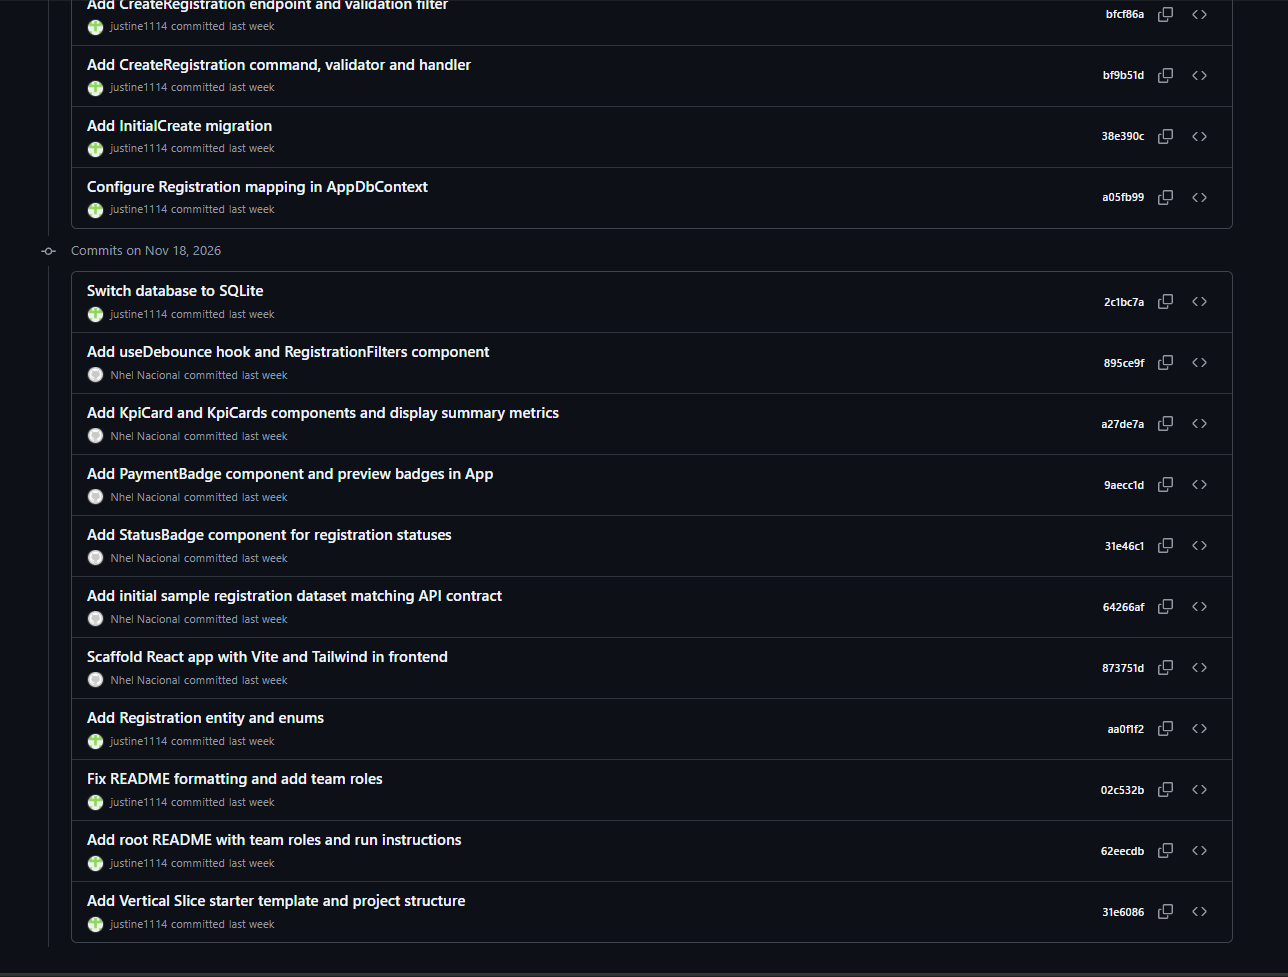 Add CreateRegistration endpoint and validation filter
justine1114 committed last week
bfcf86a
Add CreateRegistration command, validator and handler
justine1114 committed last week
bf9b51d
Add InitialCreate migration
justine1114 committed last week
38e390c
Configure Registration mapping in AppDbContext
justine1114 committed last week
a05fb99
Commits on Nov 18, 2026
Switch database to SQLite
justine1114 committed last week
2c1bc7a
Add useDebounce hook and RegistrationFilters component
Nhel Nacional committed last week
895ce9f
Add KpiCard and KpiCards components and display summary metrics
Nhel Nacional committed last week
a27de7a
Add PaymentBadge component and preview badges in App
Nhel Nacional committed last week
9aecc1d
Add StatusBadge component for registration statuses
Nhel Nacional committed last week
31e46c1
Add initial sample registration dataset matching API contract
Nhel Nacional committed last week
64266af
Scaffold React app with Vite and Tailwind in frontend
Nhel Nacional committed last week
873751d
Add Registration entity and enums
justine1114 committed last week
aa0f1f2
Fix README formatting and add team roles
justine1114 committed last week
02c532b
Add root README with team roles and run instructions
justine1114 committed last week
62eecdb
Add Vertical Slice starter template and project structure
justine1114 committed last week
31e6086